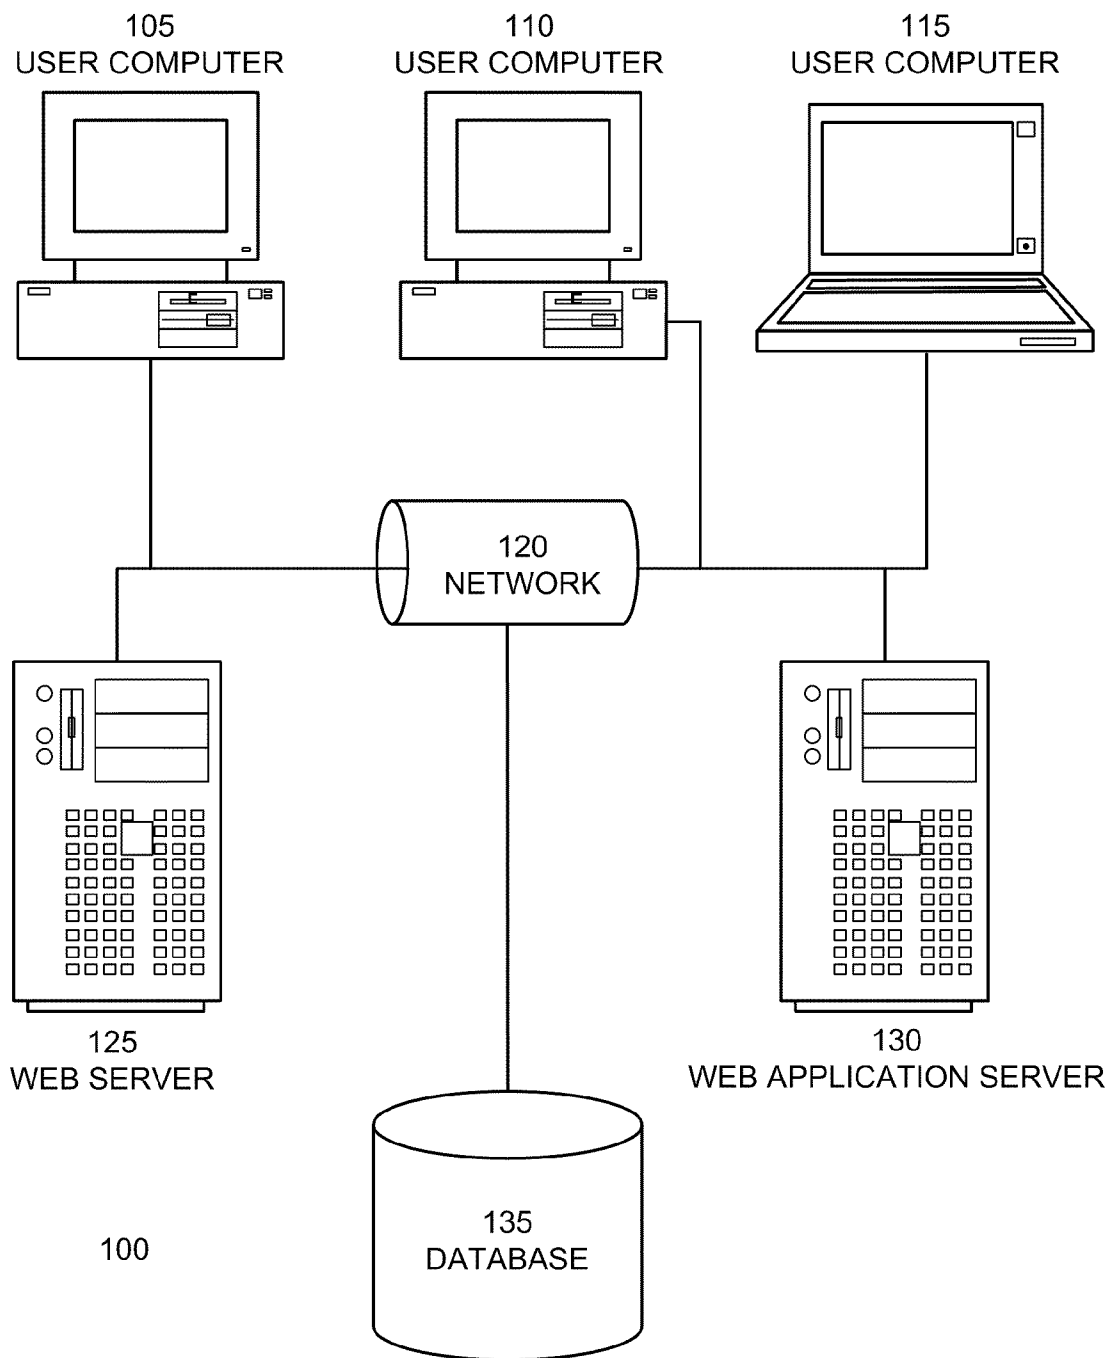 105
USER COMPUTER
110
USER COMPUTER
115
USER COMPUTER
120
NETWORK
125
WEB SERVER
130
WEB APPLICATION SERVER
135
DATABASE
100